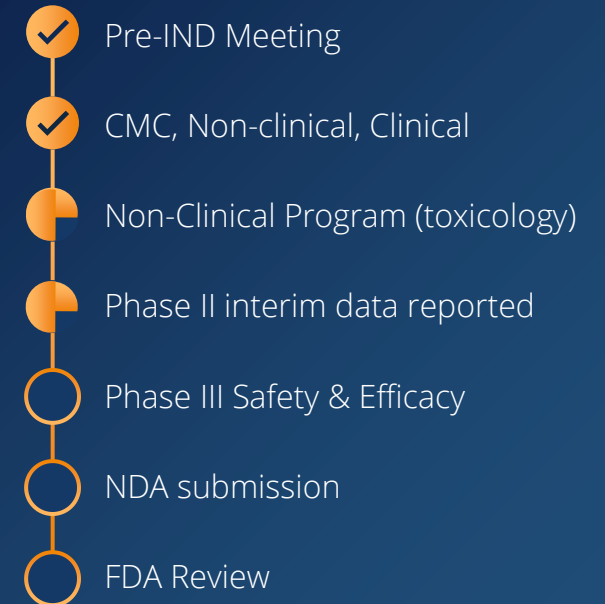 Pre-IND Meeting
CMC, Non-clinical, Clinical
Non-Clinical Program (toxicology)
Phase II interim data reported
Phase III Safety & Efficacy
NDA submission
FDA Review